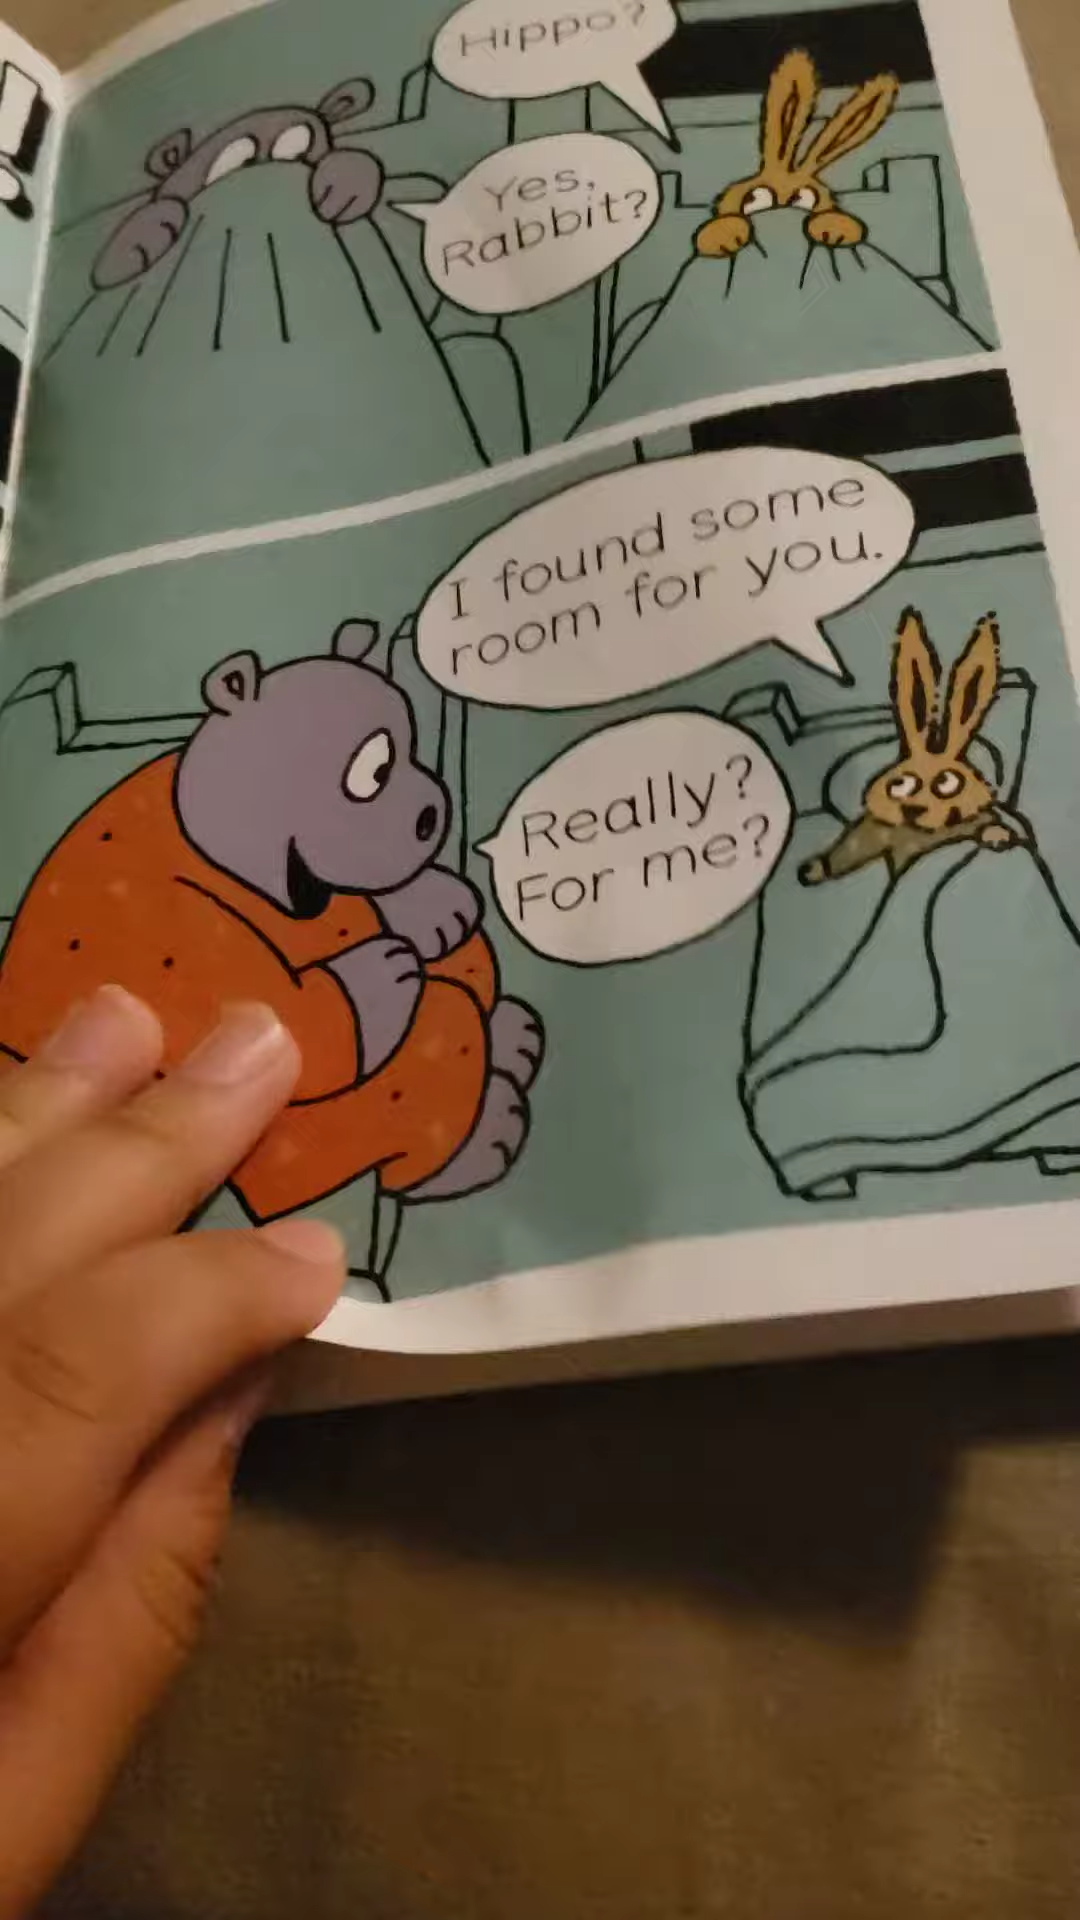 Hippo?
Yes,
Rabbit?
I found some
room for you.
Really?
For me?